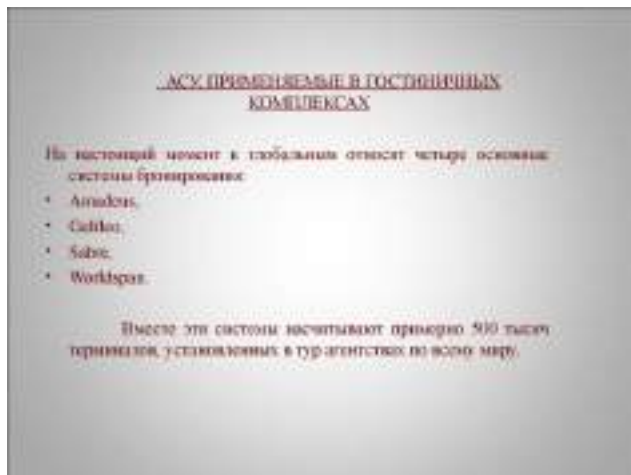 . АСУ, ПРИМЕНЯЕМЫЕ В ГОСТИНИЧНЫХ
КОМПЛЕКСАХ
На настоящий момент к глобальным относят четыре основные
системы бронирования:
• Amadeus,
• Galileo,
• Sabre,
• Worldspan.
Вместе эти системы насчитывают примерно 500 тысяч
терминалов, установленных в тур.агентствах по всему миру.